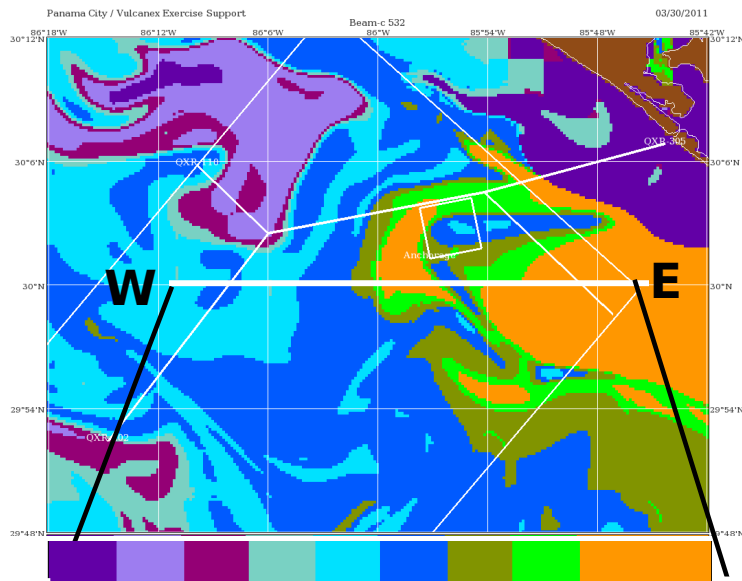 Panama City / Vulcanex Exercise Support 03/30/2011
Beam-c 532
86°18'W 86°12'W 86°6'W 86°W 85°54'W 85°48'W 85°42'W
30°12'N 30°12'N
QXR-305
30°6'N QXR-110
Anchorage
W E
30°N 30°N
29°54'N 29°54'N
29°48'N 29°48'N